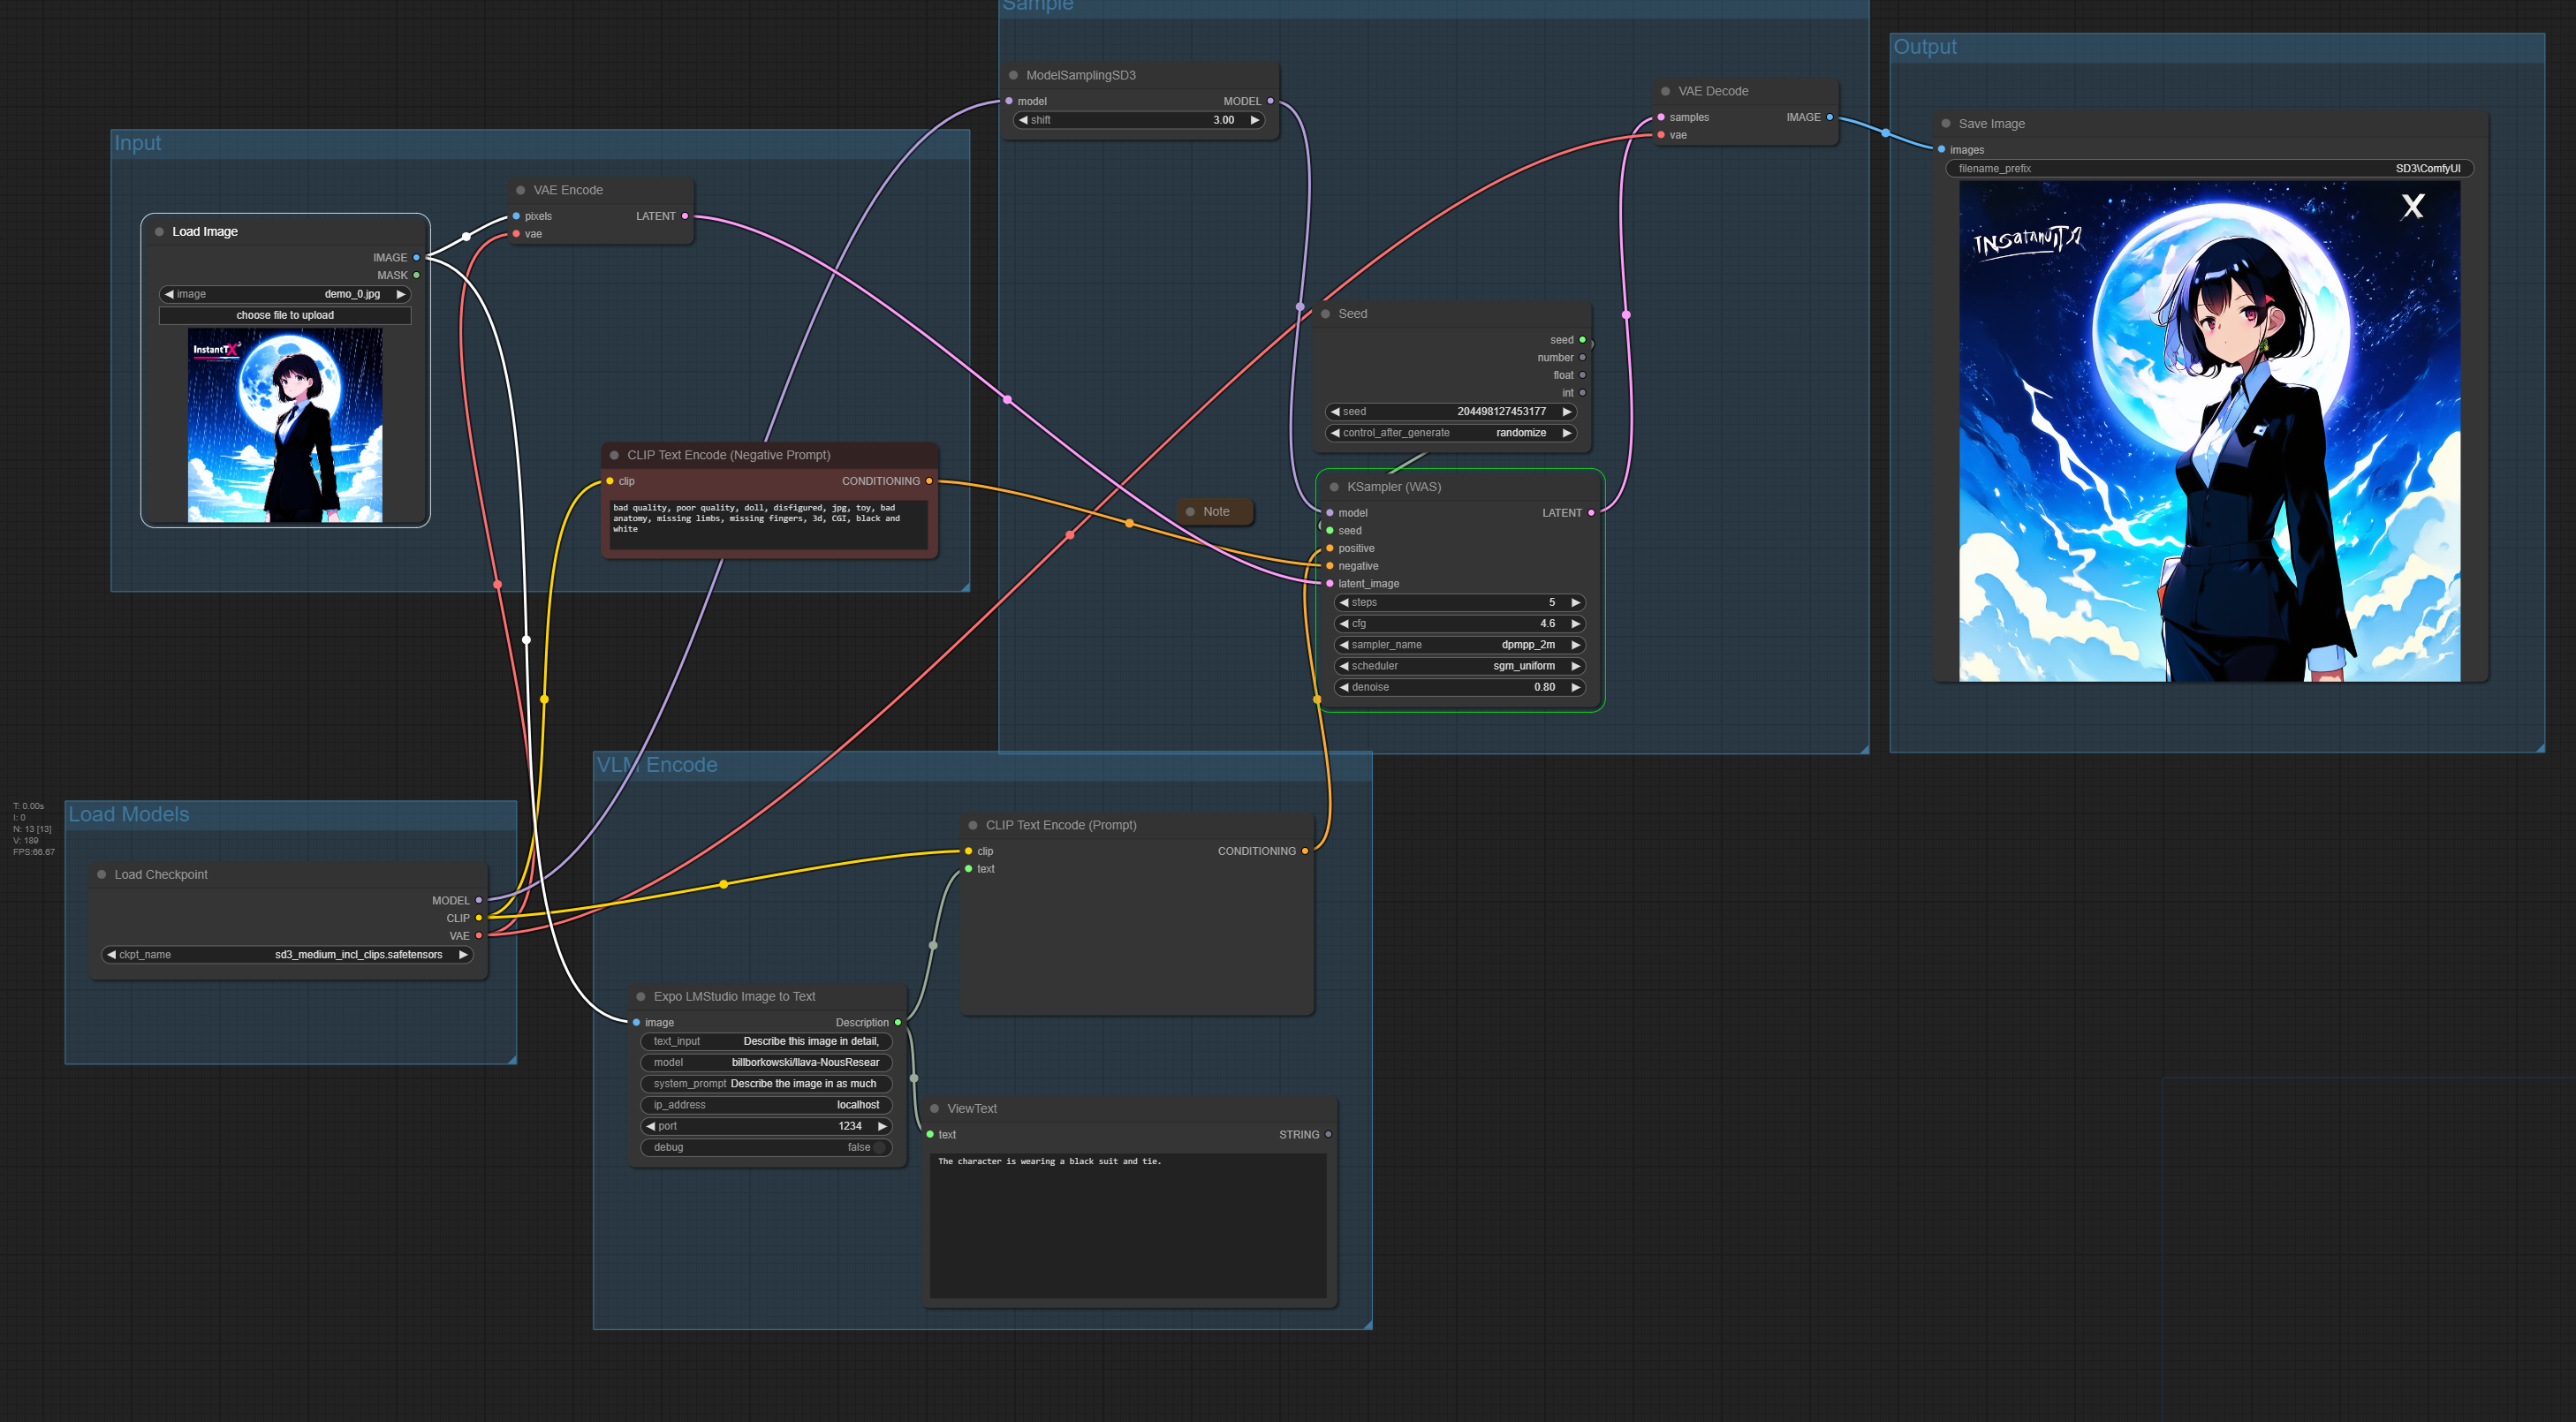 Sample
ModelSamplingSD3
model MODEL
shift 3.00
VAE Decode
samples IMAGE
vae
Output
Save Image
images
filename_prefix SD3\ComfyUI
X
Input
VAE Encode
pixels LATENT
vae
Load Image
IMAGE
MASK
image demo_0.jpg
choose file to upload
InstantX
CLIP Text Encode (Negative Prompt)
clip CONDITIONING
bad quality, poor quality, doll, disfigured, jpg, toy, bad
anatomy, missing limbs, missing fingers, 3d, CGI, black and
white
Note
Seed
seed
number
float
int
seed 204498127453177
control_after_generate randomize
KSampler (WAS)
model LATENT
seed
positive
negative
latent_image
steps 5
cfg 4.6
sampler_name dpmpp_2m
scheduler sgm_uniform
denoise 0.80
T: 0.00s
I: 0
N: 13 [13]
V: 189
FPS:66.67
Load Models
Load Checkpoint
MODEL
CLIP
VAE
ckpt_name sd3_medium_incl_clips.safetensors
VLM Encode
CLIP Text Encode (Prompt)
clip CONDITIONING
text
Expo LMStudio Image to Text
image Description
text_input Describe this image in detail,
model billborkowski/llava-NousResear
system_prompt Describe the image in as much
ip_address localhost
port 1234
debug false
ViewText
text STRING
The character is wearing a black suit and tie.